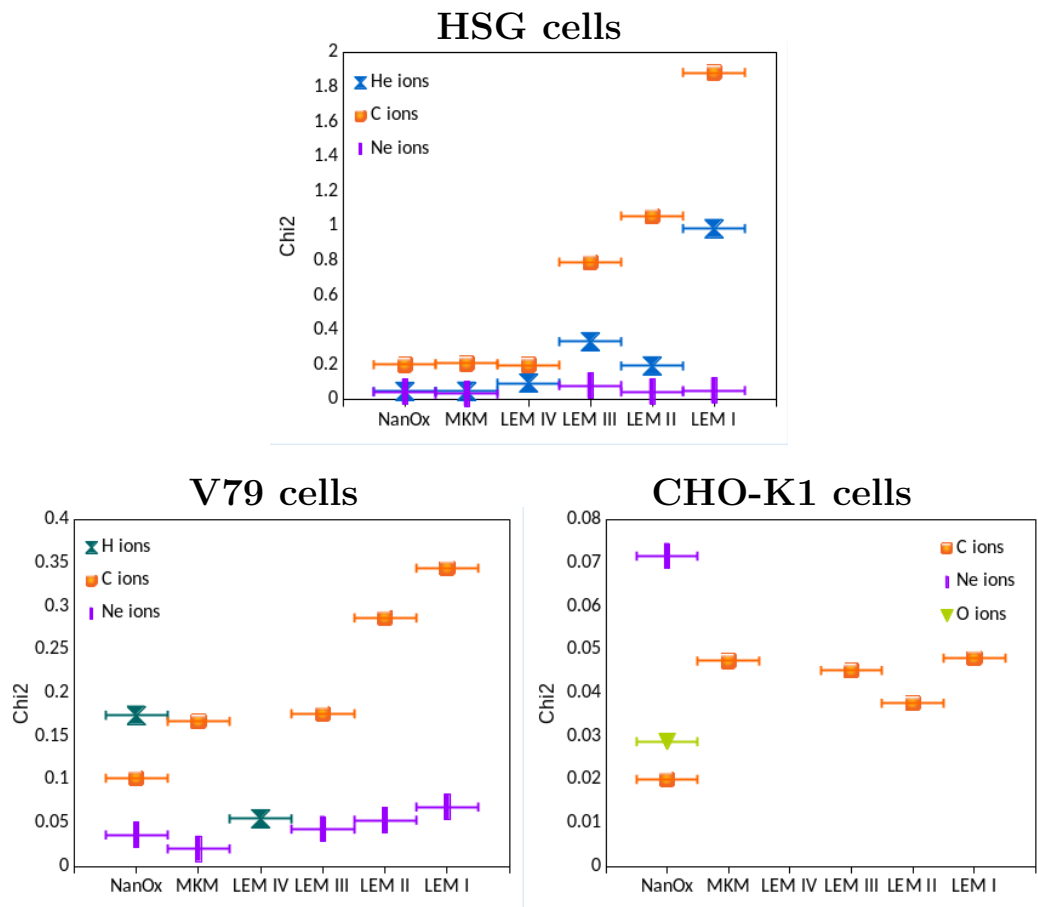 HSG cells
2
1.8
1.6
1.4
1.2
1
0.8
0.6
0.4
0.2
0
Chi2
He ions
C ions
Ne ions
NanOx MKM LEM IV LEM III LEM II LEM I
V79 cells
0.4
0.35
0.3
0.25
0.2
0.15
0.1
0.05
0
Chi2
H ions
C ions
Ne ions
NanOx MKM LEM IV LEM III LEM II LEM I
CHO-K1 cells
0.08
0.07
0.06
0.05
0.04
0.03
0.02
0.01
0
Chi2
C ions
Ne ions
O ions
NanOx MKM LEM IV LEM III LEM II LEM I